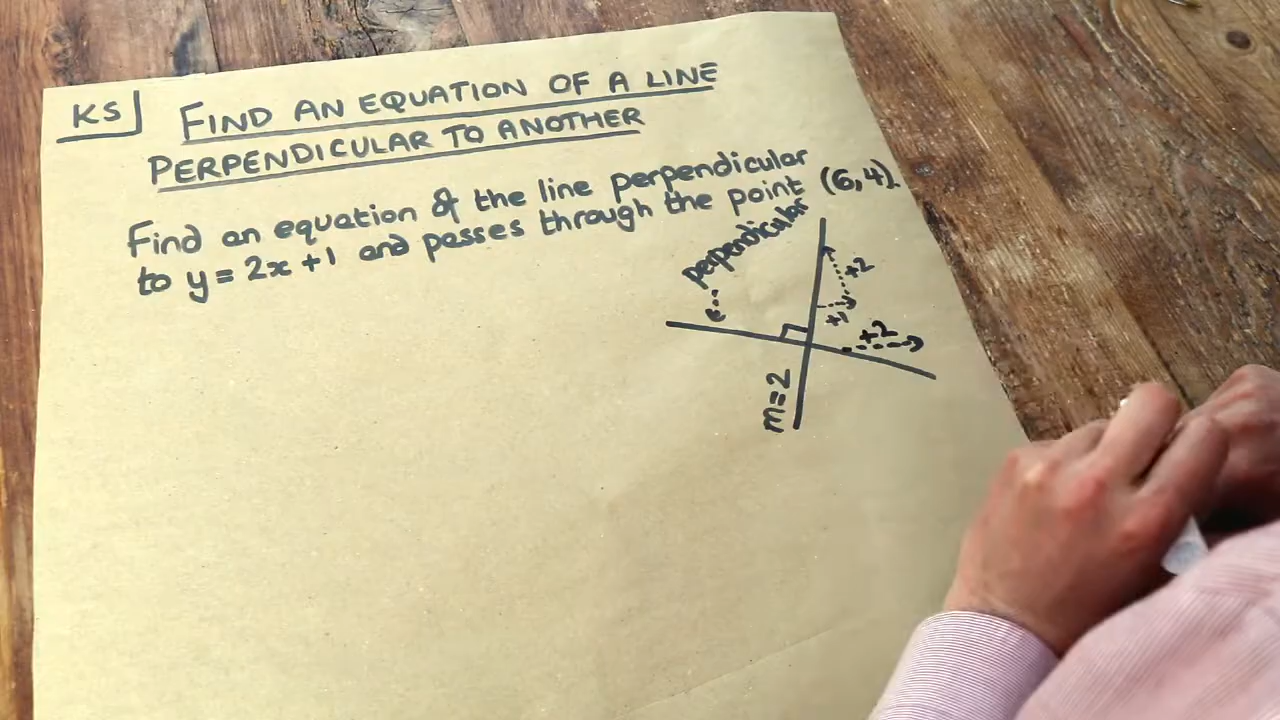 KS
FIND AN EQUATION OF A LINE
PERPENDICULAR TO ANOTHER
Find an equation of the line perpendicular
to y = 2x + 1 and passes through the point (6,4).
perpendicular
+2
+1
+2
m=2